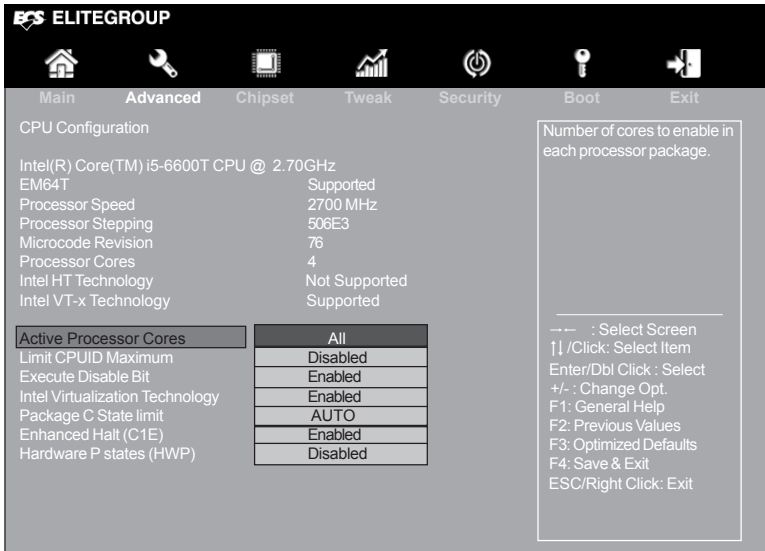 ECS ELITEGROUP
Main Advanced Chipset Tweak Security Boot Exit
CPU Configuration
Intel(R) Core(TM) i5-6600T CPU @ 2.70GHz
EM64T Supported
Processor Speed 2700 MHz
Processor Stepping 506E3
Microcode Revision 76
Processor Cores 4
Intel HT Technology Not Supported
Intel VT-x Technology Supported
Active Processor Cores All
Limit CPUID Maximum Disabled
Execute Disable Bit Enabled
Intel Virtualization Technology Enabled
Package C State limit AUTO
Enhanced Halt (C1E) Enabled
Hardware P states (HWP) Disabled
Number of cores to enable in
each processor package.
→← : Select Screen
↑↓/Click: Select Item
Enter/Dbl Click : Select
+/- : Change Opt.
F1: General Help
F2: Previous Values
F3: Optimized Defaults
F4: Save & Exit
ESC/Right Click: Exit